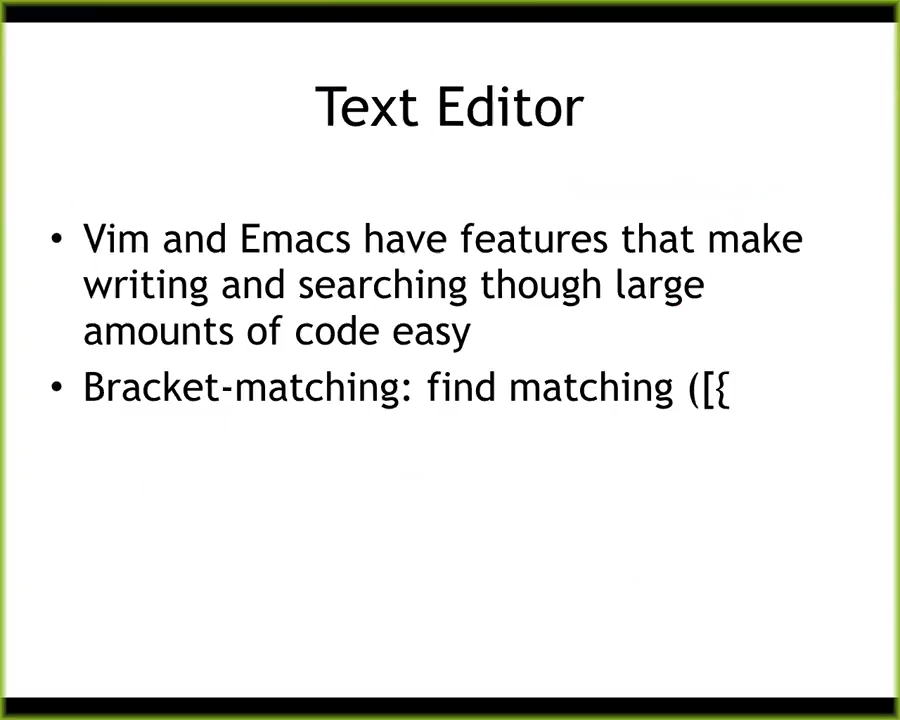 Text Editor
• Vim and Emacs have features that make
writing and searching though large
amounts of code easy
• Bracket-matching: find matching ([{